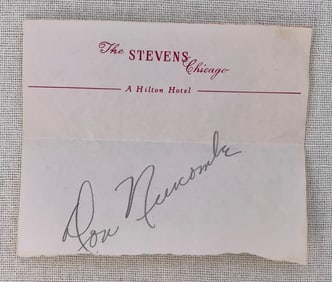 The STEVENS Chicago
A Hilton Hotel
Don Newcombe